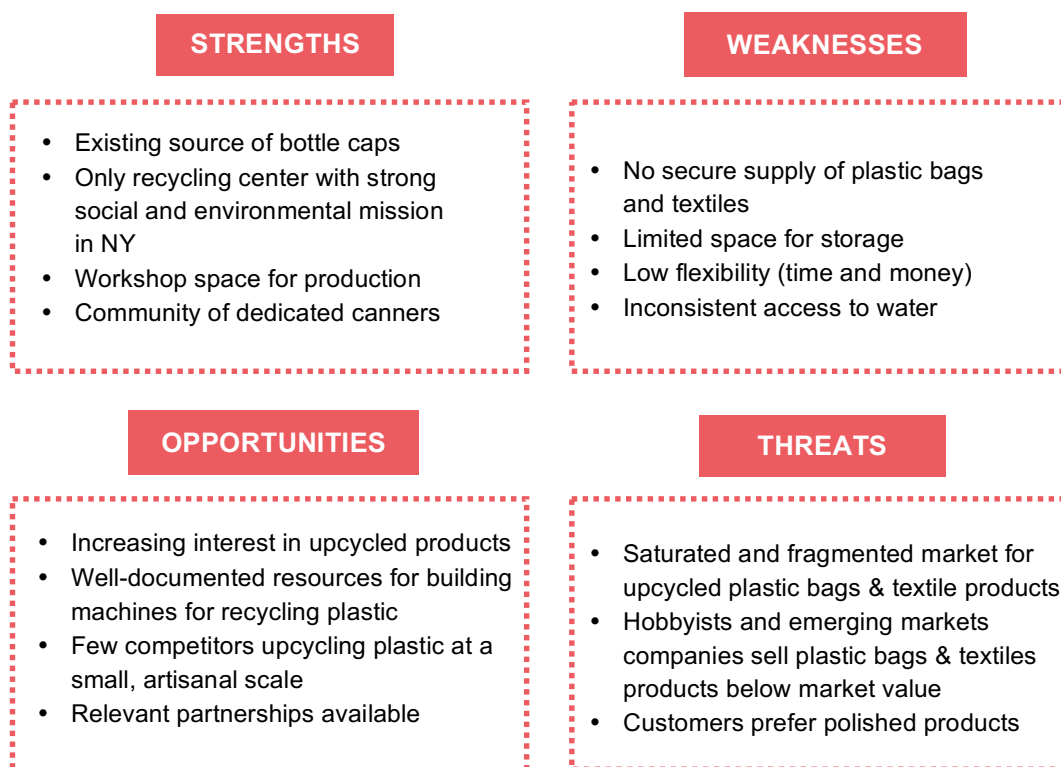 STRENGTHS
• Existing source of bottle caps
• Only recycling center with strong
social and environmental mission
in NY
• Workshop space for production
• Community of dedicated canners
WEAKNESSES
• No secure supply of plastic bags
and textiles
• Limited space for storage
• Low flexibility (time and money)
• Inconsistent access to water
OPPORTUNITIES
• Increasing interest in upcycled products
• Well-documented resources for building
machines for recycling plastic
• Few competitors upcycling plastic at a
small, artisanal scale
• Relevant partnerships available
THREATS
• Saturated and fragmented market for
upcycled plastic bags & textile products
• Hobbyists and emerging markets
companies sell plastic bags & textiles
products below market value
• Customers prefer polished products